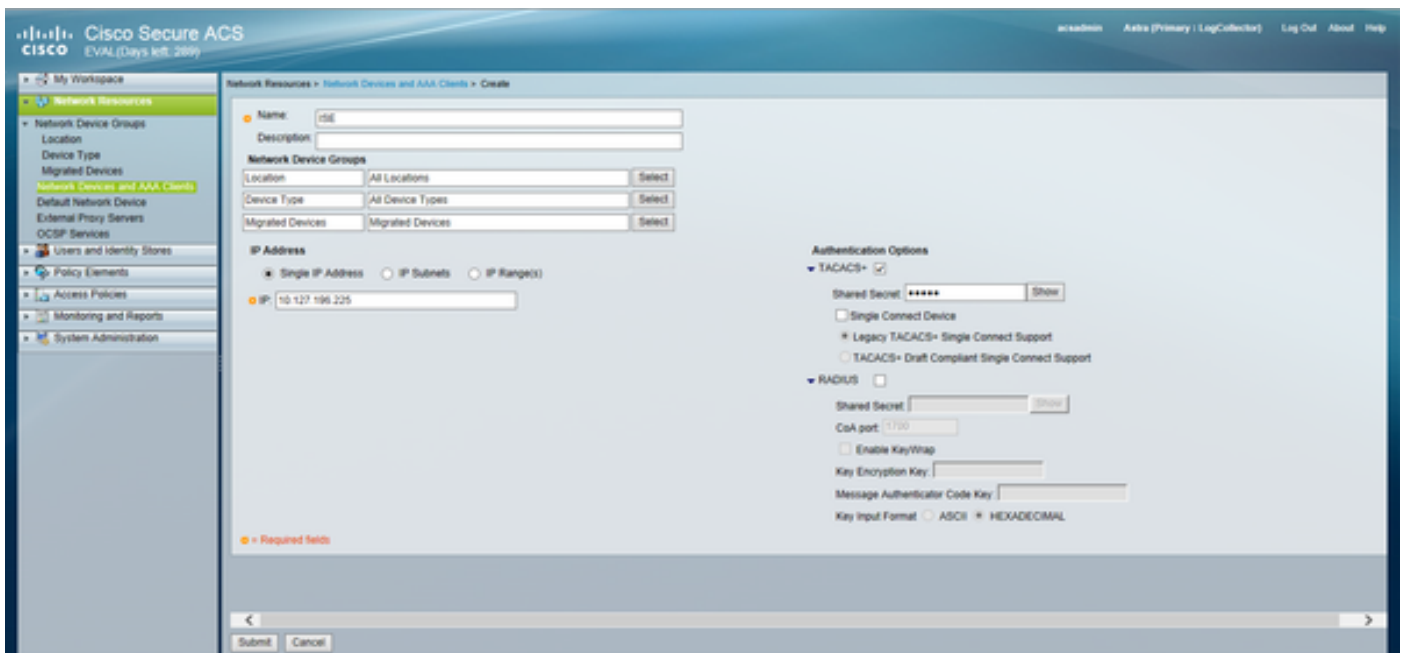 Cisco Secure ACS
CISCO EVAL(Days left: 289)
acsadmin Astra (Primary : LogCollector) Log Out About Help
My Workspace
Network Resources
Network Device Groups
Location
Device Type
Migrated Devices
Network Devices and AAA Clients
Default Network Device
External Proxy Servers
OCSP Services
Users and Identity Stores
Policy Elements
Access Policies
Monitoring and Reports
System Administration
Network Resources > Network Devices and AAA Clients > Create
Name: ISE
Description:
Network Device Groups
Location All Locations Select
Device Type All Device Types Select
Migrated Devices Migrated Devices Select
IP Address
Single IP Address IP Subnets IP Range(s)
IP: 10.127.196.225
Authentication Options
TACACS+
Shared Secret: ●●●●● Show
Single Connect Device
Legacy TACACS+ Single Connect Support
TACACS+ Draft Compliant Single Connect Support
RADIUS
Shared Secret: Show
CoA port: 1700
Enable KeyWrap
Key Encryption Key:
Message Authenticator Code Key:
Key Input Format ASCII HEXADECIMAL
= Required fields
Submit Cancel